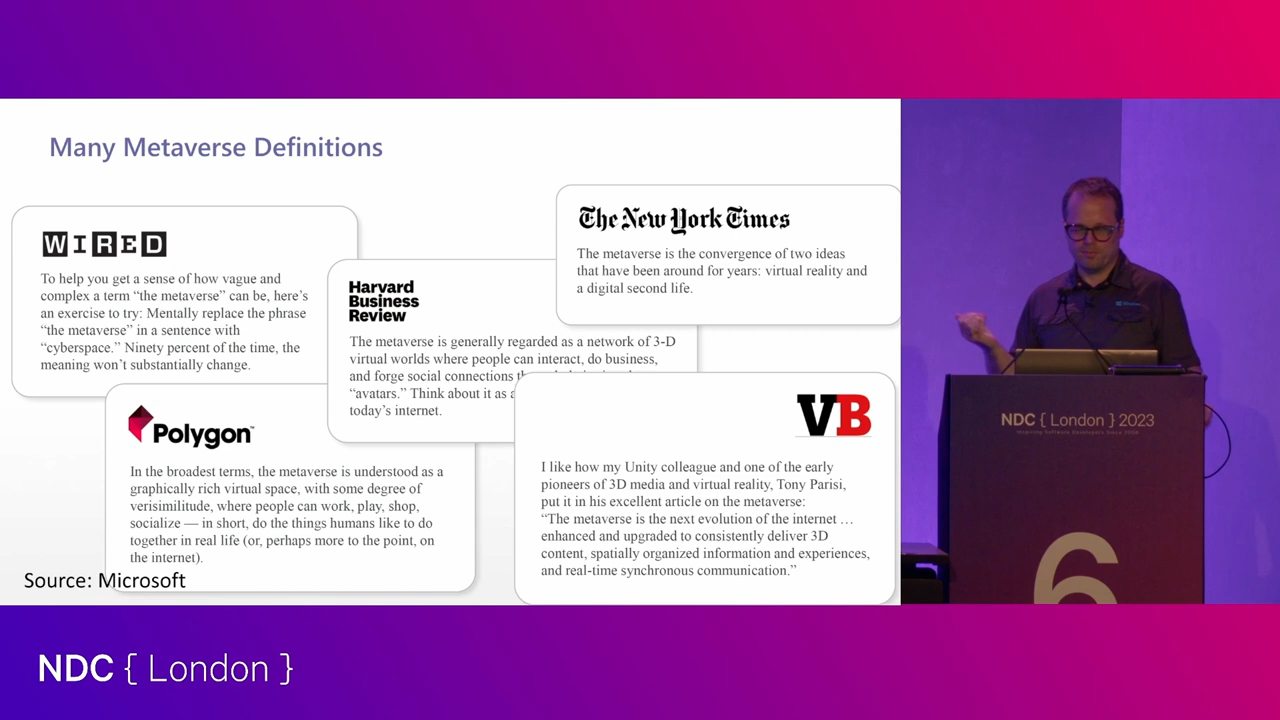 Many Metaverse Definitions
WIRED
To help you get a sense of how vague and
complex a term “the metaverse” can be, here’s
an exercise to try: Mentally replace the phrase
“the metaverse” in a sentence with
“cyberspace.” Ninety percent of the time, the
meaning won’t substantially change.
Harvard
Business
Review
The metaverse is generally regarded as a network of 3-D
virtual worlds where people can interact, do business,
and forge social connections
“avatars.” Think about it as a
today’s internet.
The New York Times
The metaverse is the convergence of two ideas
that have been around for years: virtual reality and
a digital second life.
Polygon
In the broadest terms, the metaverse is understood as a
graphically rich virtual space, with some degree of
verisimilitude, where people can work, play, shop,
socialize — in short, do the things humans like to do
together in real life (or, perhaps more to the point, on
the internet).
VB
I like how my Unity colleague and one of the early
pioneers of 3D media and virtual reality, Tony Parisi,
put it in his excellent article on the metaverse:
“The metaverse is the next evolution of the internet …
enhanced and upgraded to consistently deliver 3D
content, spatially organized information and experiences,
and real-time synchronous communication.”
Source: Microsoft
NDC { London } 2023
6
NDC { London }